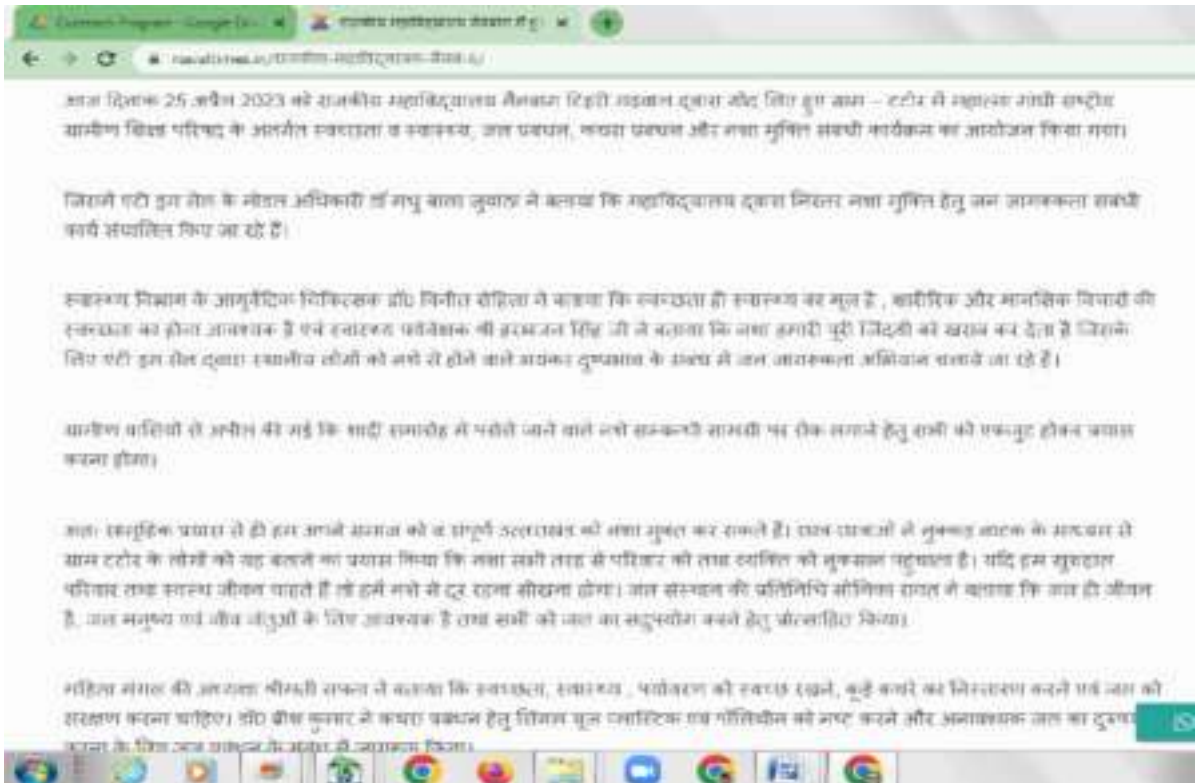 आज दिनांक 25 अप्रैल 2023 को राजकीय महाविद्यालय नैनबाग टिहरी गढ़वाल द्वारा गोद लिए हुए ग्राम – टटोर में महात्मा गांधी राष्ट्रीय
ग्रामीण शिक्षा परिषद के अंतर्गत स्वच्छता व स्वास्थ्य, जल प्रबंधन, कचरा प्रबंधन और नशा मुक्ति संबंधी कार्यक्रम का आयोजन किया गया।
जिसमें एंटी ड्रग सेल के नोडल अधिकारी डॉ मधु बाला जुवाठा ने बताया कि महाविद्यालय द्वारा निरंतर नशा मुक्ति हेतु जन जागरूकता संबंधी
कार्य संचालित किए जा रहे हैं।
स्वास्थ्य विभाग के आयुर्वेदिक चिकित्सक डॉ0 विनीत रोहिला ने बताया कि स्वच्छता ही स्वास्थ्य का मूल है , शारीरिक और मानसिक विचारों की
स्वच्छता का होना आवश्यक है एवं स्वास्थ्य पर्यवेक्षक श्री हरभजन सिंह जी ने बताया कि नशा हमारी पूरी जिंदगी को खराब कर देता है जिसके
लिए एंटी ड्रग सेल द्वारा स्थानीय लोगों को नशे से होने वाले भयंकर दुष्प्रभाव के संबंध में जन जागरूकता अभियान चलाये जा रहे हैं।
ग्रामीण वासियों से अपील की गई कि शादी समारोह में परोसे जाने वाले नशे सम्बन्धी सामग्री पर रोक लगाने हेतु सभी को एकजुट होकर प्रयास
करना होगा।
अतः सामूहिक प्रयास से ही हम अपने समाज को व संपूर्ण उत्तराखंड को नशा मुक्त कर सकते हैं। छात्र छात्राओं ने नुक्कड़ नाटक के माध्यम से
ग्राम टटोर के लोगों को यह बताने का प्रयास किया कि नशा सभी तरह से परिवार को तथा व्यक्ति को नुकसान पहुंचाता है। यदि हम खुशहाल
परिवार तथा स्वस्थ जीवन चाहते हैं तो हमें नशे से दूर रहना सीखना होगा। जल संस्थान की प्रतिनिधि मोनिका रावत ने बताया कि जल ही जीवन
है, जल मनुष्य एवं जीव जंतुओं के लिए आवश्यक है तथा सभी को जल का सदुपयोग करने हेतु प्रोत्साहित किया।
महिला मंगल की अध्यक्षा श्रीमती ने बताया कि स्वच्छता, स्वास्थ्य , पर्यावरण को स्वच्छ रखने, कूड़े कचरे का निस्तारण करने एवं जल को
संरक्षण करना चाहिए। डॉ0 ब्रीश कुमार ने कचरा प्रबंधन हेतु सिंगल यूज प्लास्टिक एवं पॉलिथीन को नष्ट करने और अनावश्यक जल का